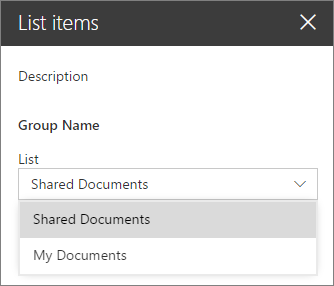 List items
Description
Group Name
List
Shared Documents
Shared Documents
My Documents